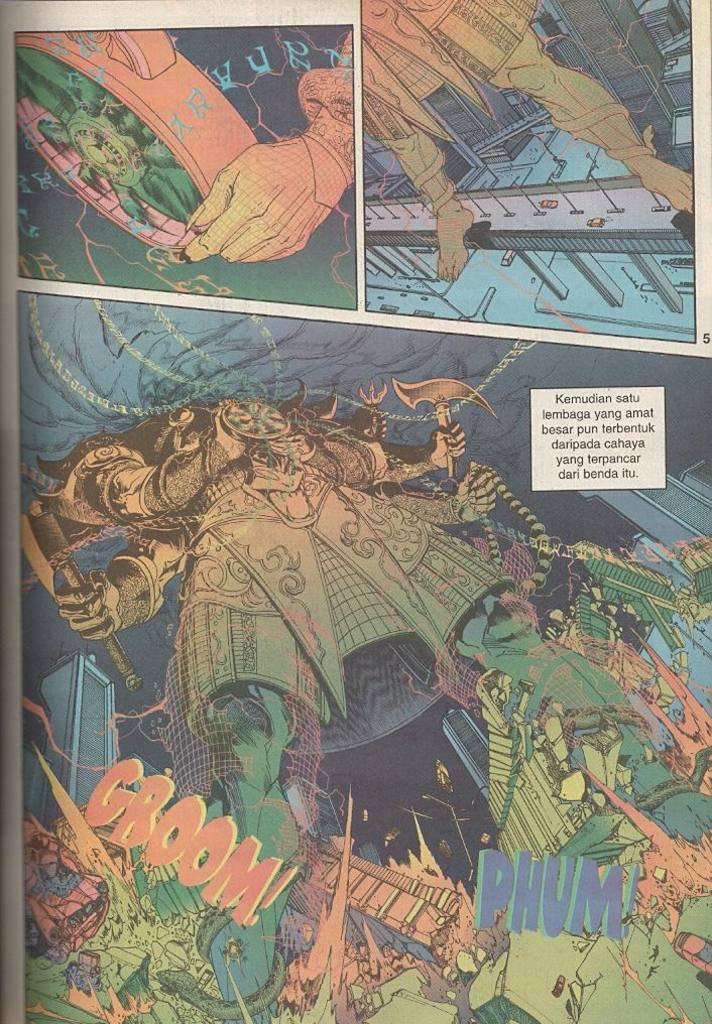 5
Kemudian satu
lembaga yang amat
besar pun terbentuk
daripada cahaya
yang terpancar
dari benda itu.
GROOM!
PHUM!